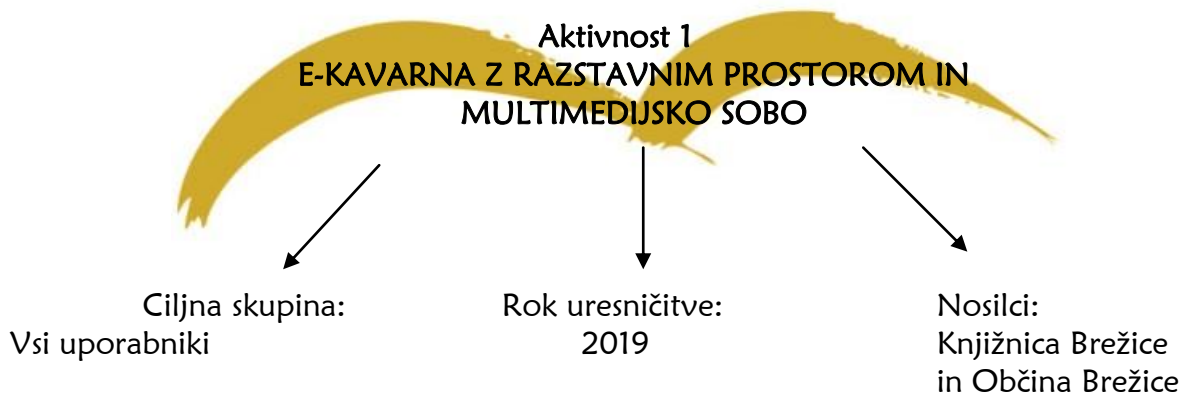 Aktivnost 1
E-KAVARNA Z RAZSTAVNIM PROSTOROM IN
MULTIMEDIJSKO SOBO
Ciljna skupina:
Vsi uporabniki
Rok uresničitve:
2019
Nosilci:
Knjižnica Brežice
in Občina Brežice